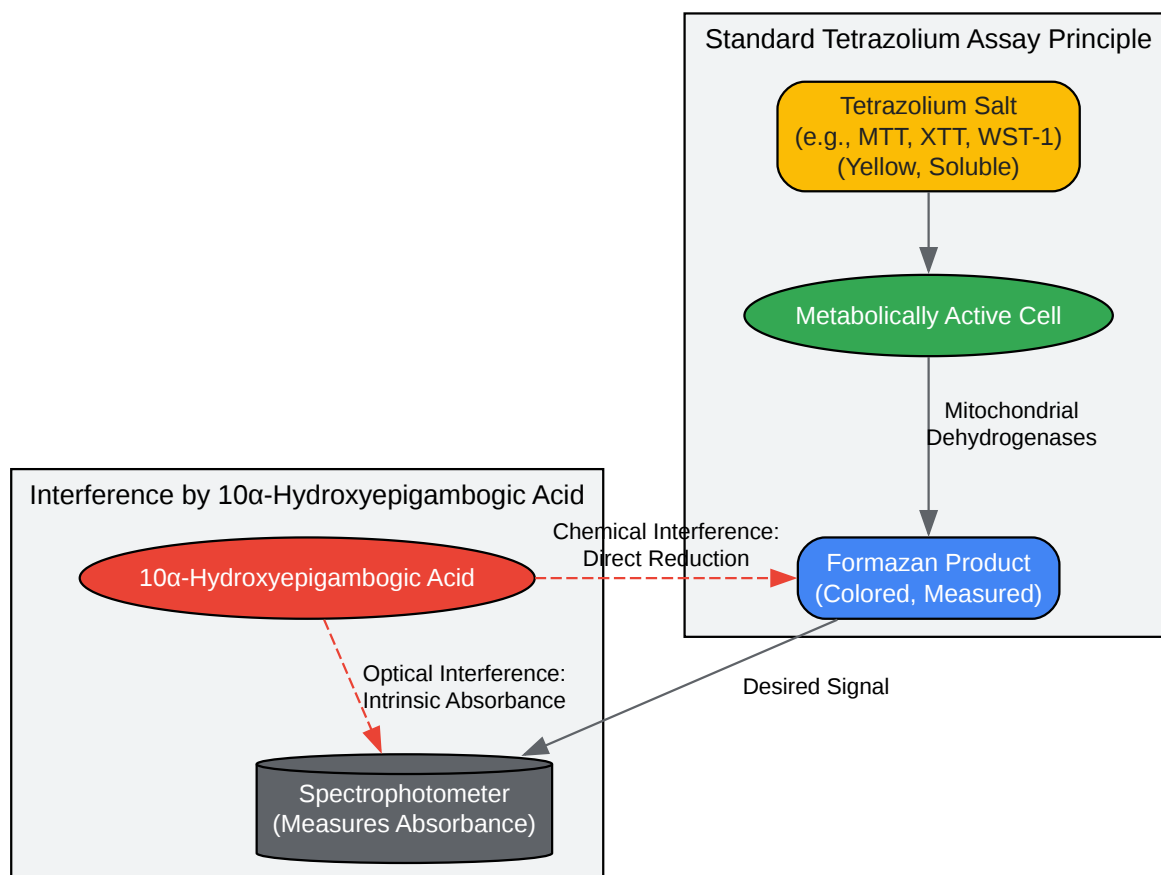 Standard Tetrazolium Assay Principle
Tetrazolium Salt
(e.g., MTT, XTT, WST-1)
(Yellow, Soluble)
Metabolically Active Cell
Mitochondrial
Dehydrogenases
Interference by 10α-Hydroxyepigambogic Acid
10α-Hydroxyepigambogic Acid
Chemical Interference:
Direct Reduction
Formazan Product
(Colored, Measured)
Optical Interference:
Intrinsic Absorbance
Desired Signal
Spectrophotometer
(Measures Absorbance)